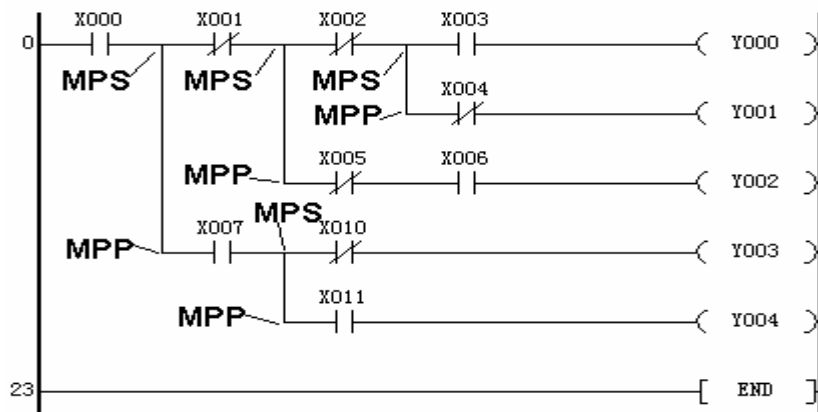 X000 X001 X002 X003
0 Y000
MPS MPS MPS X004
MPP Y001
X005 X006
MPP Y002
MPS
X007 X010
MPP Y003
X011
MPP Y004
23 END